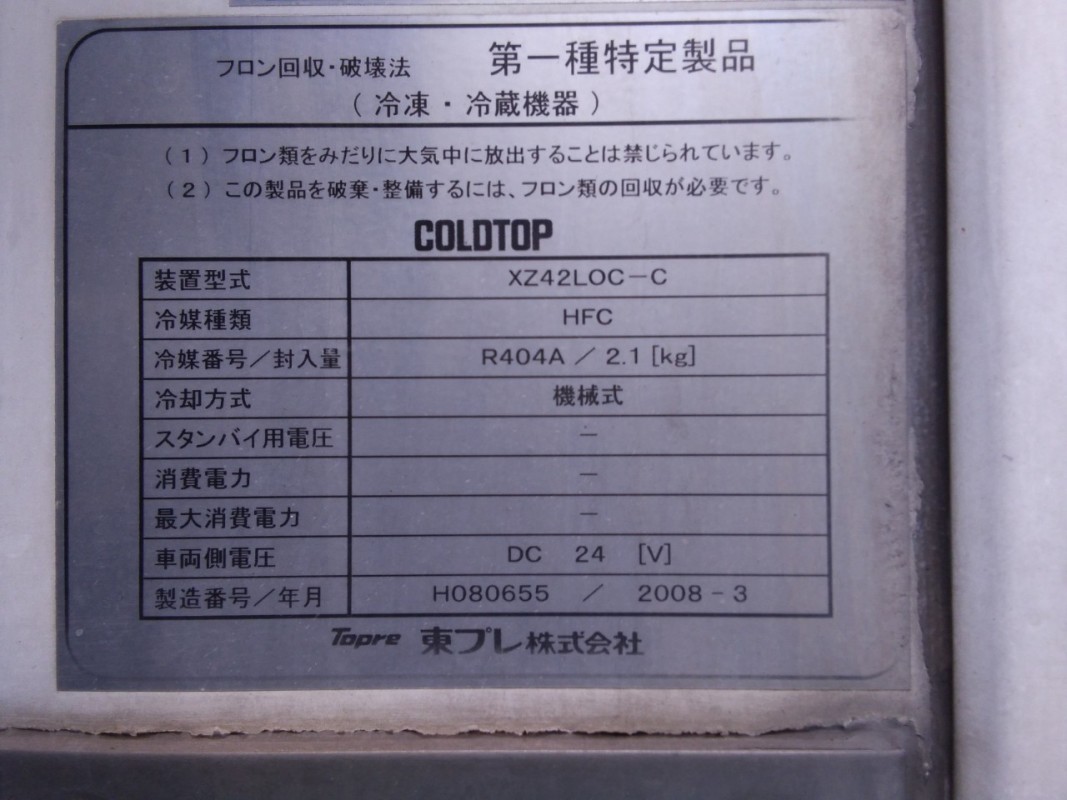 フロン回収・破壊法 第一種特定製品
（冷凍・冷蔵機器）
（1）フロン類をみだりに大気中に放出することは禁じられています。
（2）この製品を破棄・整備するには、フロン類の回収が必要です。
COLDTOP
装置型式 XZ42LOC－C
冷媒種類 HFC
冷媒番号／封入量 R404A ／ 2.1 [kg]
冷却方式 機械式
スタンバイ用電圧 －
消費電力 －
最大消費電力 －
車両側電圧 DC 24 [V]
製造番号／年月 H080655 ／ 2008－3
Topre 東プレ株式会社